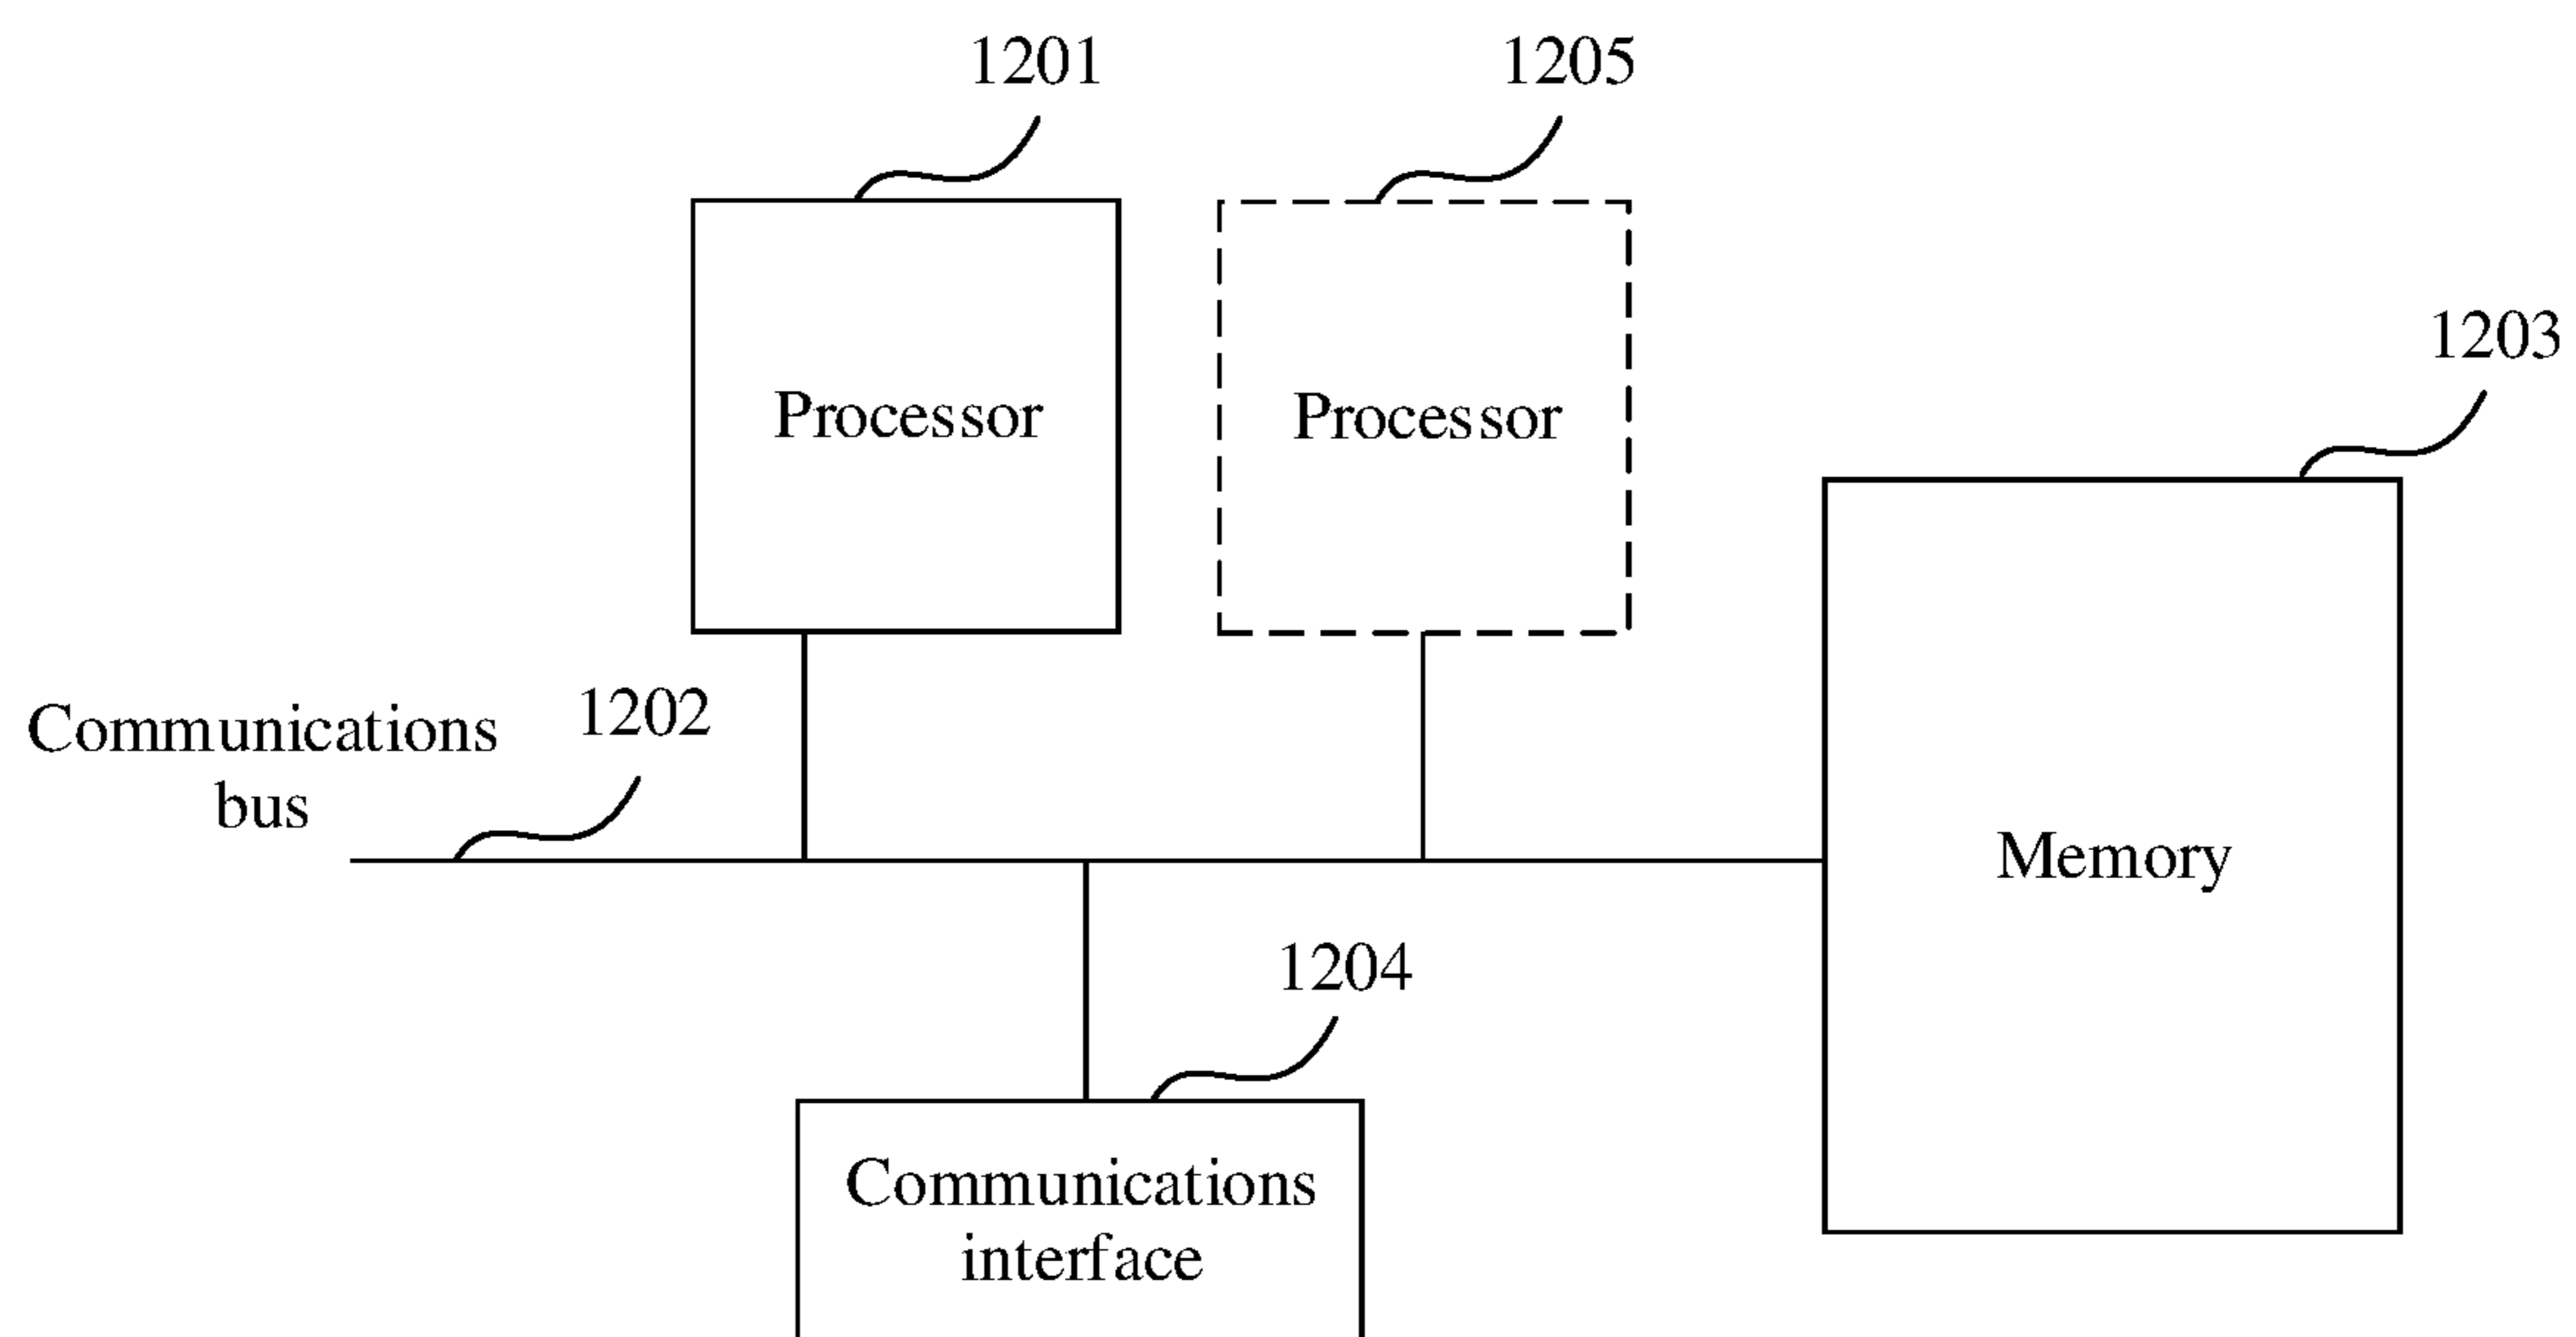 1201
1205
1203
Processor
Processor
1202
Communications
bus
Memory
1204
Communications
interface